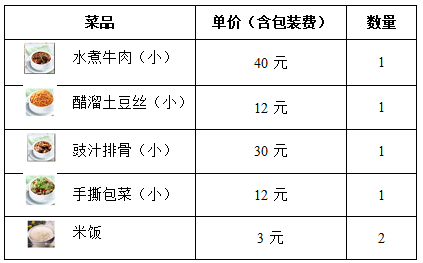 菜品 单价（含包装费） 数量
水煮牛肉（小） 40 元 1
醋溜土豆丝（小） 12 元 1
豉汁排骨（小） 30 元 1
手撕包菜（小） 12 元 1
米饭 3 元 2